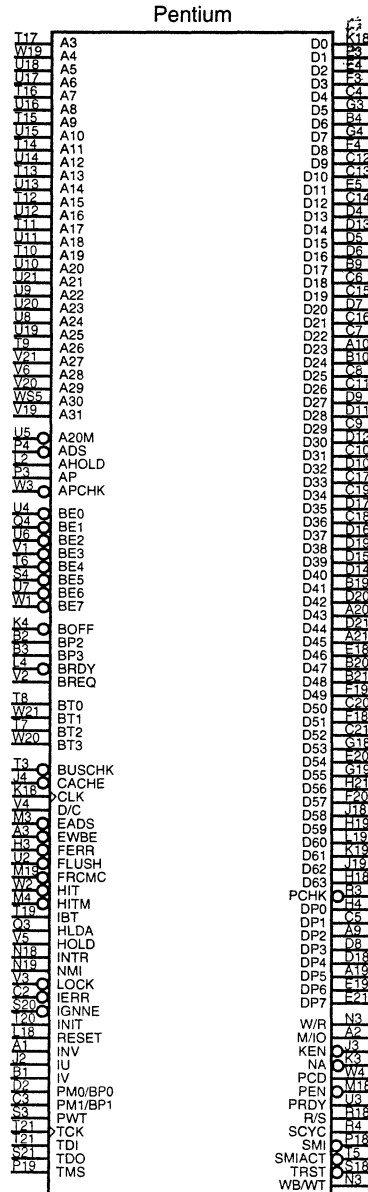 Pentium
T17 A3
W19 A4
U18 A5
U17 A6
T16 A7
U16 A8
T15 A9
U15 A10
T14 A11
U14 A12
T13 A13
U13 A14
T12 A15
U12 A16
T11 A17
U11 A18
T10 A19
U10 A20
U21 A21
U9 A22
U20 A23
U8 A24
U19 A25
T9 A26
V21 A27
V6 A28
V20 A29
WS5 A30
V19 A31
U5 A20M
P4 ADS
L2 AHOLD
P3 AP
W3 APCHK
U4 BE0
Q4 BE1
U6 BE2
V1 BE3
T6 BE4
S4 BE5
U7 BE6
W1 BE7
K4 BOFF
B2 BP2
B3 BP3
L4 BRDY
V2 BREQ
T8 BT0
W21 BT1
T7 BT2
W20 BT3
T3 BUSCHK
J4 CACHE
K18 CLK
V4 D/C
M3 EADS
A3 EWBE
H3 FERR
U2 FLUSH
M19 FRCMC
W2 HIT
M4 HITM
T19 IBT
Q3 HLDA
V5 HOLD
N18 INTR
N19 NMI
V3 LOCK
C2 IERR
S20 IGNNE
T20 INIT
L18 RESET
A1 INV
J2 IU
B1 IV
D2 PM0/BP0
C3 PM1/BP1
S3 PWT
T21 TCK
T21 TDI
S21 TDO
P19 TMS
D0 K18
D1 E3
D2 E4
D3 F3
D4 C4
D5 G3
D6 B4
D7 G4
D8 F4
D9 C12
D10 C13
D11 E5
D12 C14
D13 D4
D14 D13
D15 D5
D16 D6
D17 B9
D18 C6
D19 C15
D20 D7
D21 C16
D22 C7
D23 A10
D24 B10
D25 C8
D26 C11
D27 D9
D28 D11
D29 C9
D30 D12
D31 C10
D32 D10
D33 C17
D34 C19
D35 D17
D36 C18
D37 D16
D38 D19
D39 D15
D40 D14
D41 B19
D42 D20
D43 A20
D44 D21
D45 A21
D46 E18
D47 B20
D48 B21
D49 F19
D50 C20
D51 F18
D52 C21
D53 G18
D54 E20
D55 G19
D56 H21
D57 F20
D58 J18
D59 H19
D60 L19
D61 K19
D62 J19
D63 H18
PCHK R3
DP0 H4
DP1 C5
DP2 A9
DP3 D8
DP4 D18
DP5 A19
DP6 E19
DP7 E21
W/R N3
M/IO A2
KEN J3
NA K3
PCD W4
PEN M18
PRDY U3
R/S R18
SCYC R4
SMI P18
SMIACT T5
TRST S18
WB/WT N3